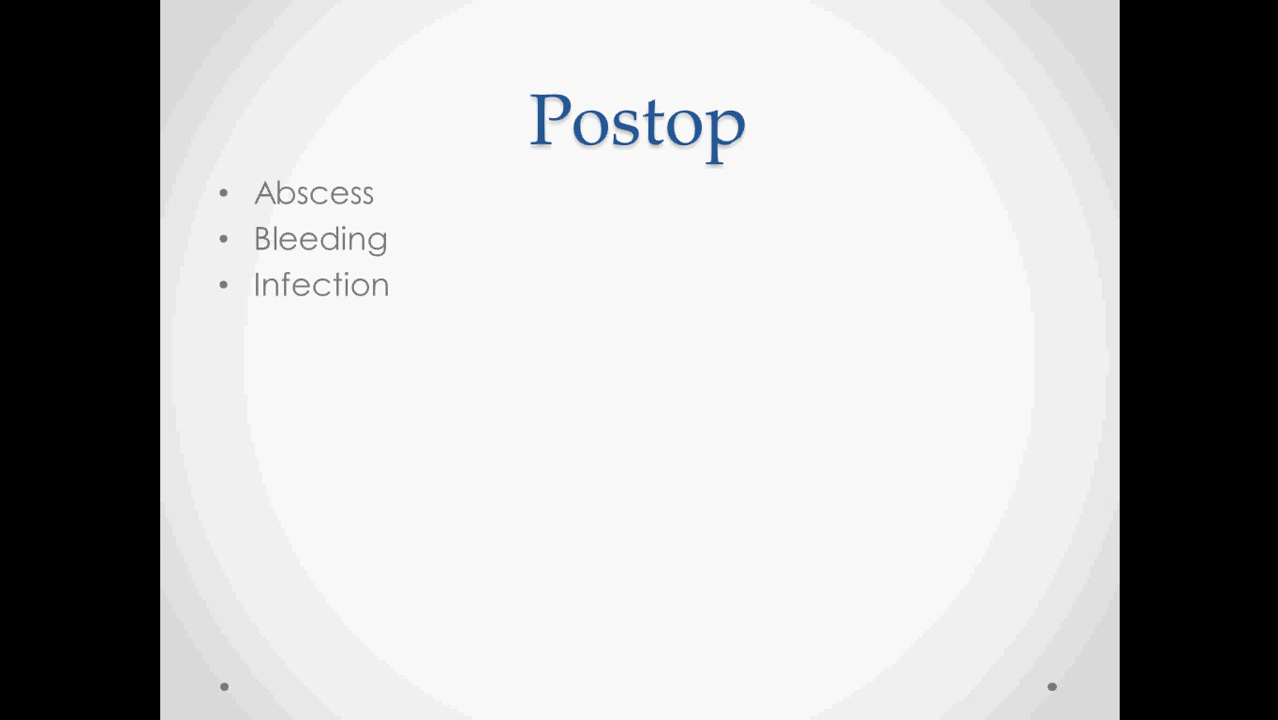 Postop
• Abscess
• Bleeding
• Infection